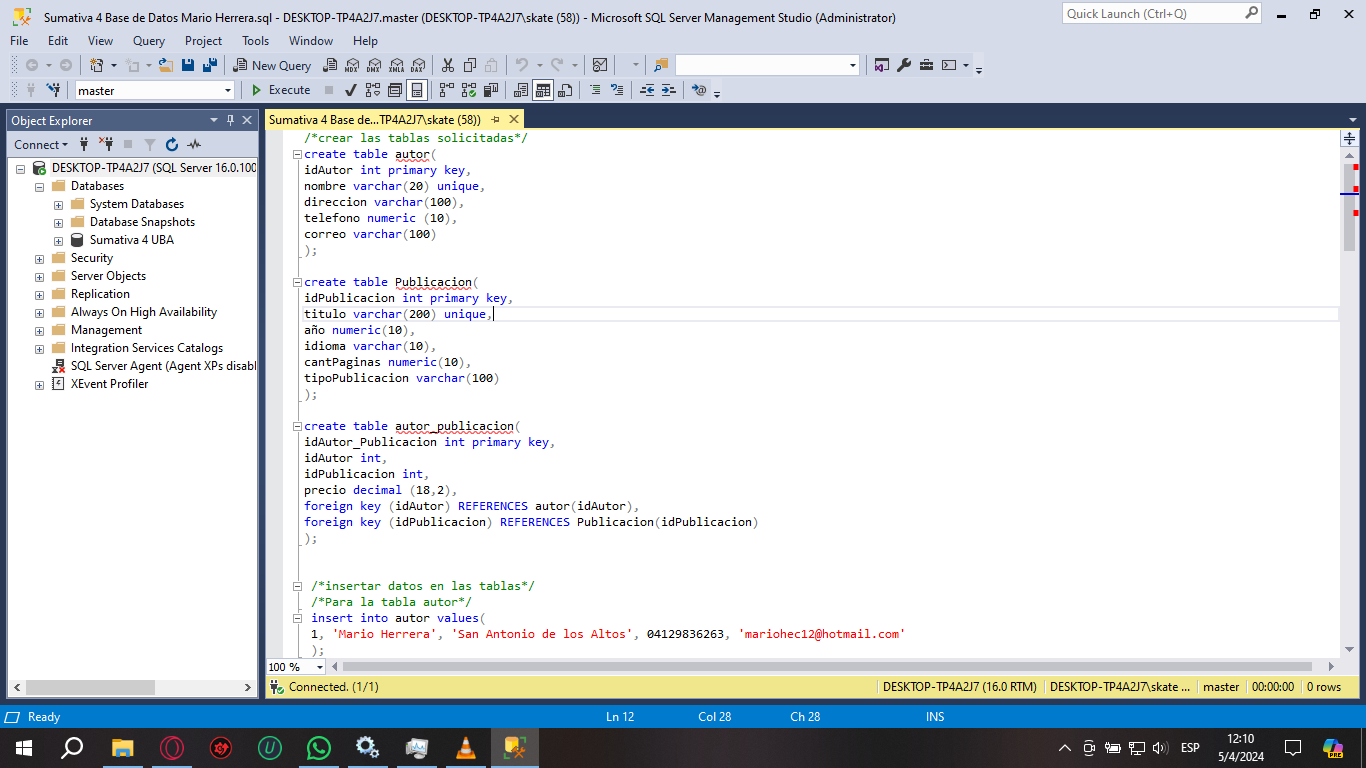 Sumativa 4 Base de Datos Mario Herrera.sql - DESKTOP-TP4A2J7.master (DESKTOP-TP4A2J7\skate (58)) - Microsoft SQL Server Management Studio (Administrator)
Quick Launch (Ctrl+Q)
File Edit View Query Project Tools Window Help
New Query MDX DMX XMLA DAX
master Execute
Object Explorer
Sumativa 4 Base de...TP4A2J7\skate (58))
Connect
DESKTOP-TP4A2J7 (SQL Server 16.0.100
Databases
System Databases
Database Snapshots
Sumativa 4 UBA
Security
Server Objects
Replication
Always On High Availability
Management
Integration Services Catalogs
SQL Server Agent (Agent XPs disabl
XEvent Profiler
/*crear las tablas solicitadas*/
create table autor(
idAutor int primary key,
nombre varchar(20) unique,
direccion varchar(100),
telefono numeric (10),
correo varchar(100)
);
create table Publicacion(
idPublicacion int primary key,
titulo varchar(200) unique,
año numeric(10),
idioma varchar(10),
cantPaginas numeric(10),
tipoPublicacion varchar(100)
);
create table autor_publicacion(
idAutor_Publicacion int primary key,
idAutor int,
idPublicacion int,
precio decimal (18,2),
foreign key (idAutor) REFERENCES autor(idAutor),
foreign key (idPublicacion) REFERENCES Publicacion(idPublicacion)
);
/*insertar datos en las tablas*/
/*Para la tabla autor*/
insert into autor values(
1, 'Mario Herrera', 'San Antonio de los Altos', 04129836263, 'mariohec12@hotmail.com'
);
100 %
Connected. (1/1) DESKTOP-TP4A2J7 (16.0 RTM) DESKTOP-TP4A2J7\skate ... master 00:00:00 0 rows
Ready Ln 12 Col 28 Ch 28 INS
ESP
12:10
5/4/2024
PRE